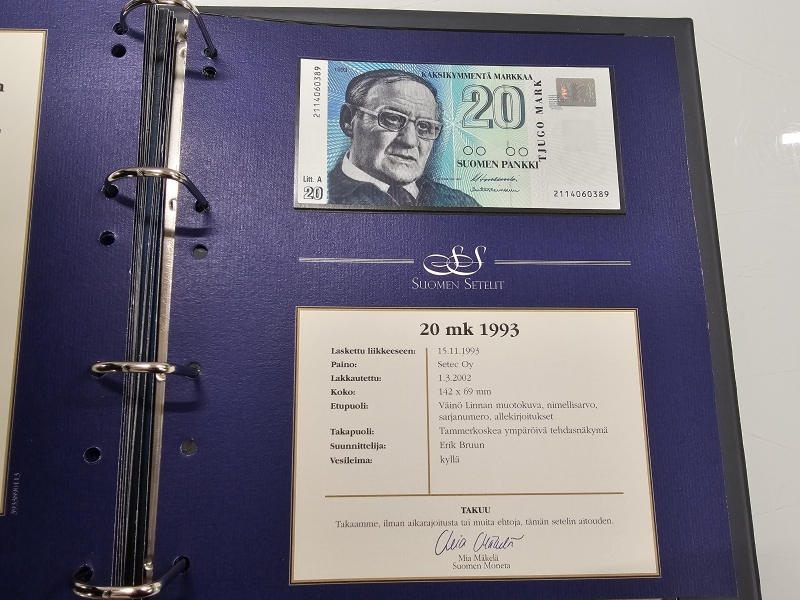 1993
KAKSIKYMMENTÄ MARKKAA
2114060389
20
TJUGO MARK
SUOMEN PANKKI
Litt. A
20
2114060389
SUOMEN SETELIT
20 mk 1993
Laskettu liikkeeseen: 15.11.1993
Paino: Setec Oy
Lakkautettu: 1.3.2002
Koko: 142 x 69 mm
Etupuoli: Väinö Linnan muotokuva, nimellisarvo,
sarjanumero, allekirjoitukset
Takapuoli: Tammerkoskea ympäröivä tehdasnäkymä
Suunnittelija: Erik Bruun
Vesileima: kyllä
TAKUU
Takaamme, ilman aikarajoitusta tai muita ehtoja, tämän setelin aitouden.
Mia Mäkelä
Suomen Moneta